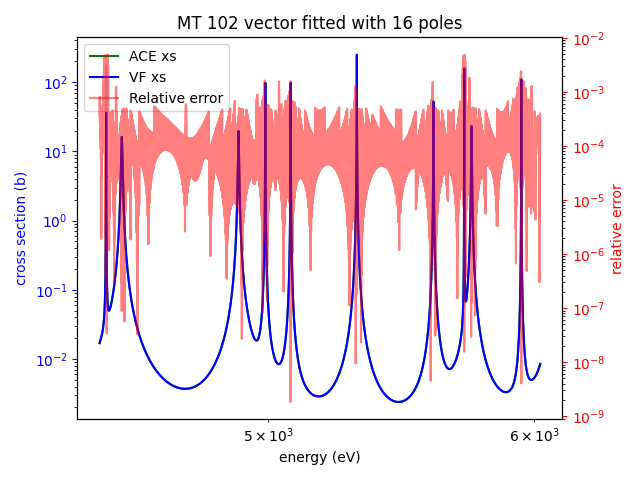 MT 102 vector fitted with 16 poles
ACE xs
VF xs
Relative error
cross section (b)
10²
10¹
10⁰
10⁻¹
10⁻²
relative error
10⁻²
10⁻³
10⁻⁴
10⁻⁵
10⁻⁶
10⁻⁷
10⁻⁸
10⁻⁹
5 × 10³
6 × 10³
energy (eV)